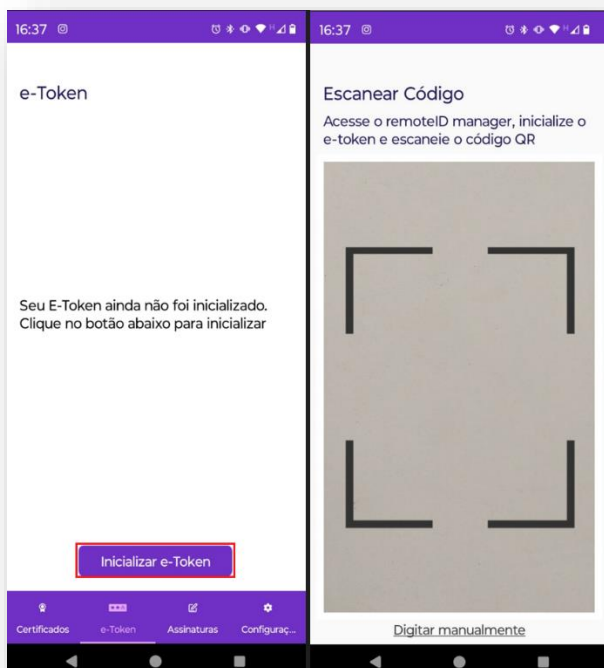 16:37
e-Token
Seu E-Token ainda não foi inicializado.
Clique no botão abaixo para inicializar
Inicializar e-Token
Certificados
e-Token
Assinaturas
Configuraç...
16:37
H
Escanear Código
Acesse o remoteID manager, inicialize o
e-token e escaneie o código QR
Digitar manualmente